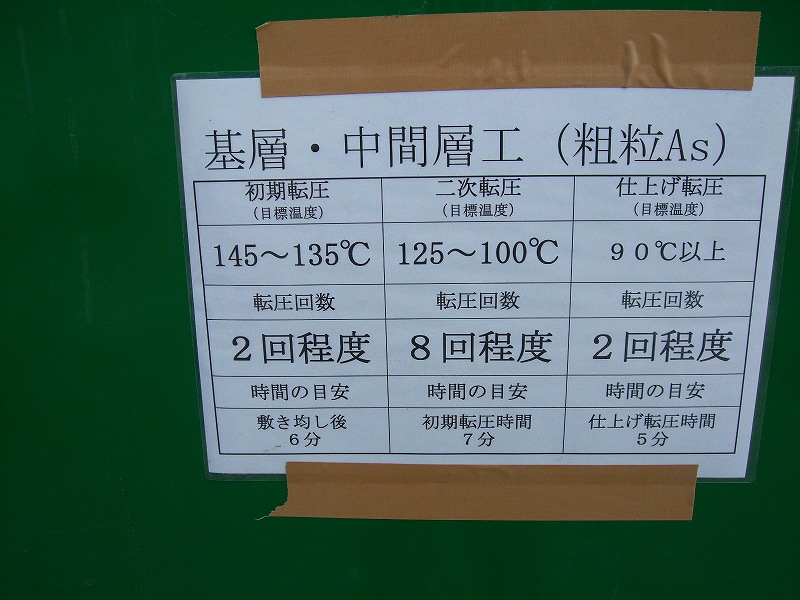 基層・中間層工（粗粒As）
初期転圧 二次転圧 仕上げ転圧
（目標温度） （目標温度） （目標温度）
145～135℃ 125～100℃ ９０℃以上
転圧回数 転圧回数 転圧回数
２回程度 ８回程度 ２回程度
時間の目安 時間の目安 時間の目安
敷き均し後 初期転圧時間 仕上げ転圧時間
６分 ７分 ５分